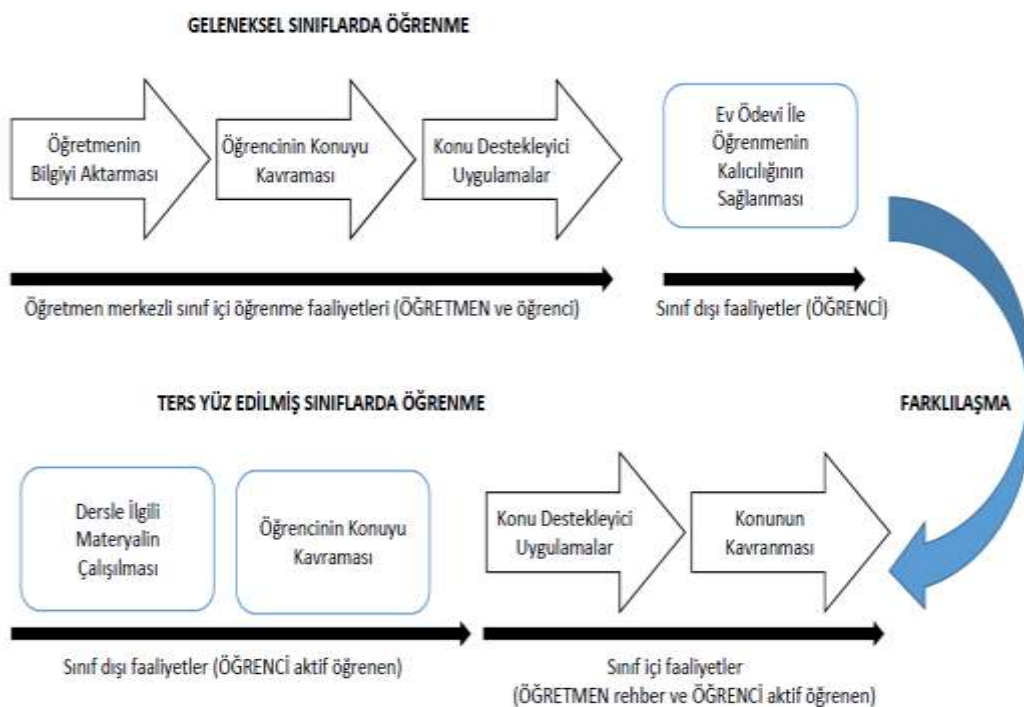 GELENEKSEL SINIFLARDA ÖĞRENME
Öğretmenin
Bilgiyi Aktarması
Öğrencinin Konuyu
Kavraması
Konu Destekleyici
Uygulamalar
Ev Ödevi İle
Öğrenmenin
Kalıcılığının
Sağlanması
Öğretmen merkezli sınıf içi öğrenme faaliyetleri (ÖĞRETMEN ve öğrenci)
Sınıf dışı faaliyetler (ÖĞRENCİ)
TERS YÜZ EDİLMİŞ SINIFLARDA ÖĞRENME
FARKLILAŞMA
Dersle İlgili
Materyalin
Çalışılması
Öğrencinin Konuyu
Kavraması
Konu Destekleyici
Uygulamalar
Konunun
Kavranması
Sınıf dışı faaliyetler (ÖĞRENCİ aktif öğrenen)
Sınıf içi faaliyetler
(ÖĞRETMEN rehber ve ÖĞRENCİ aktif öğrenen)